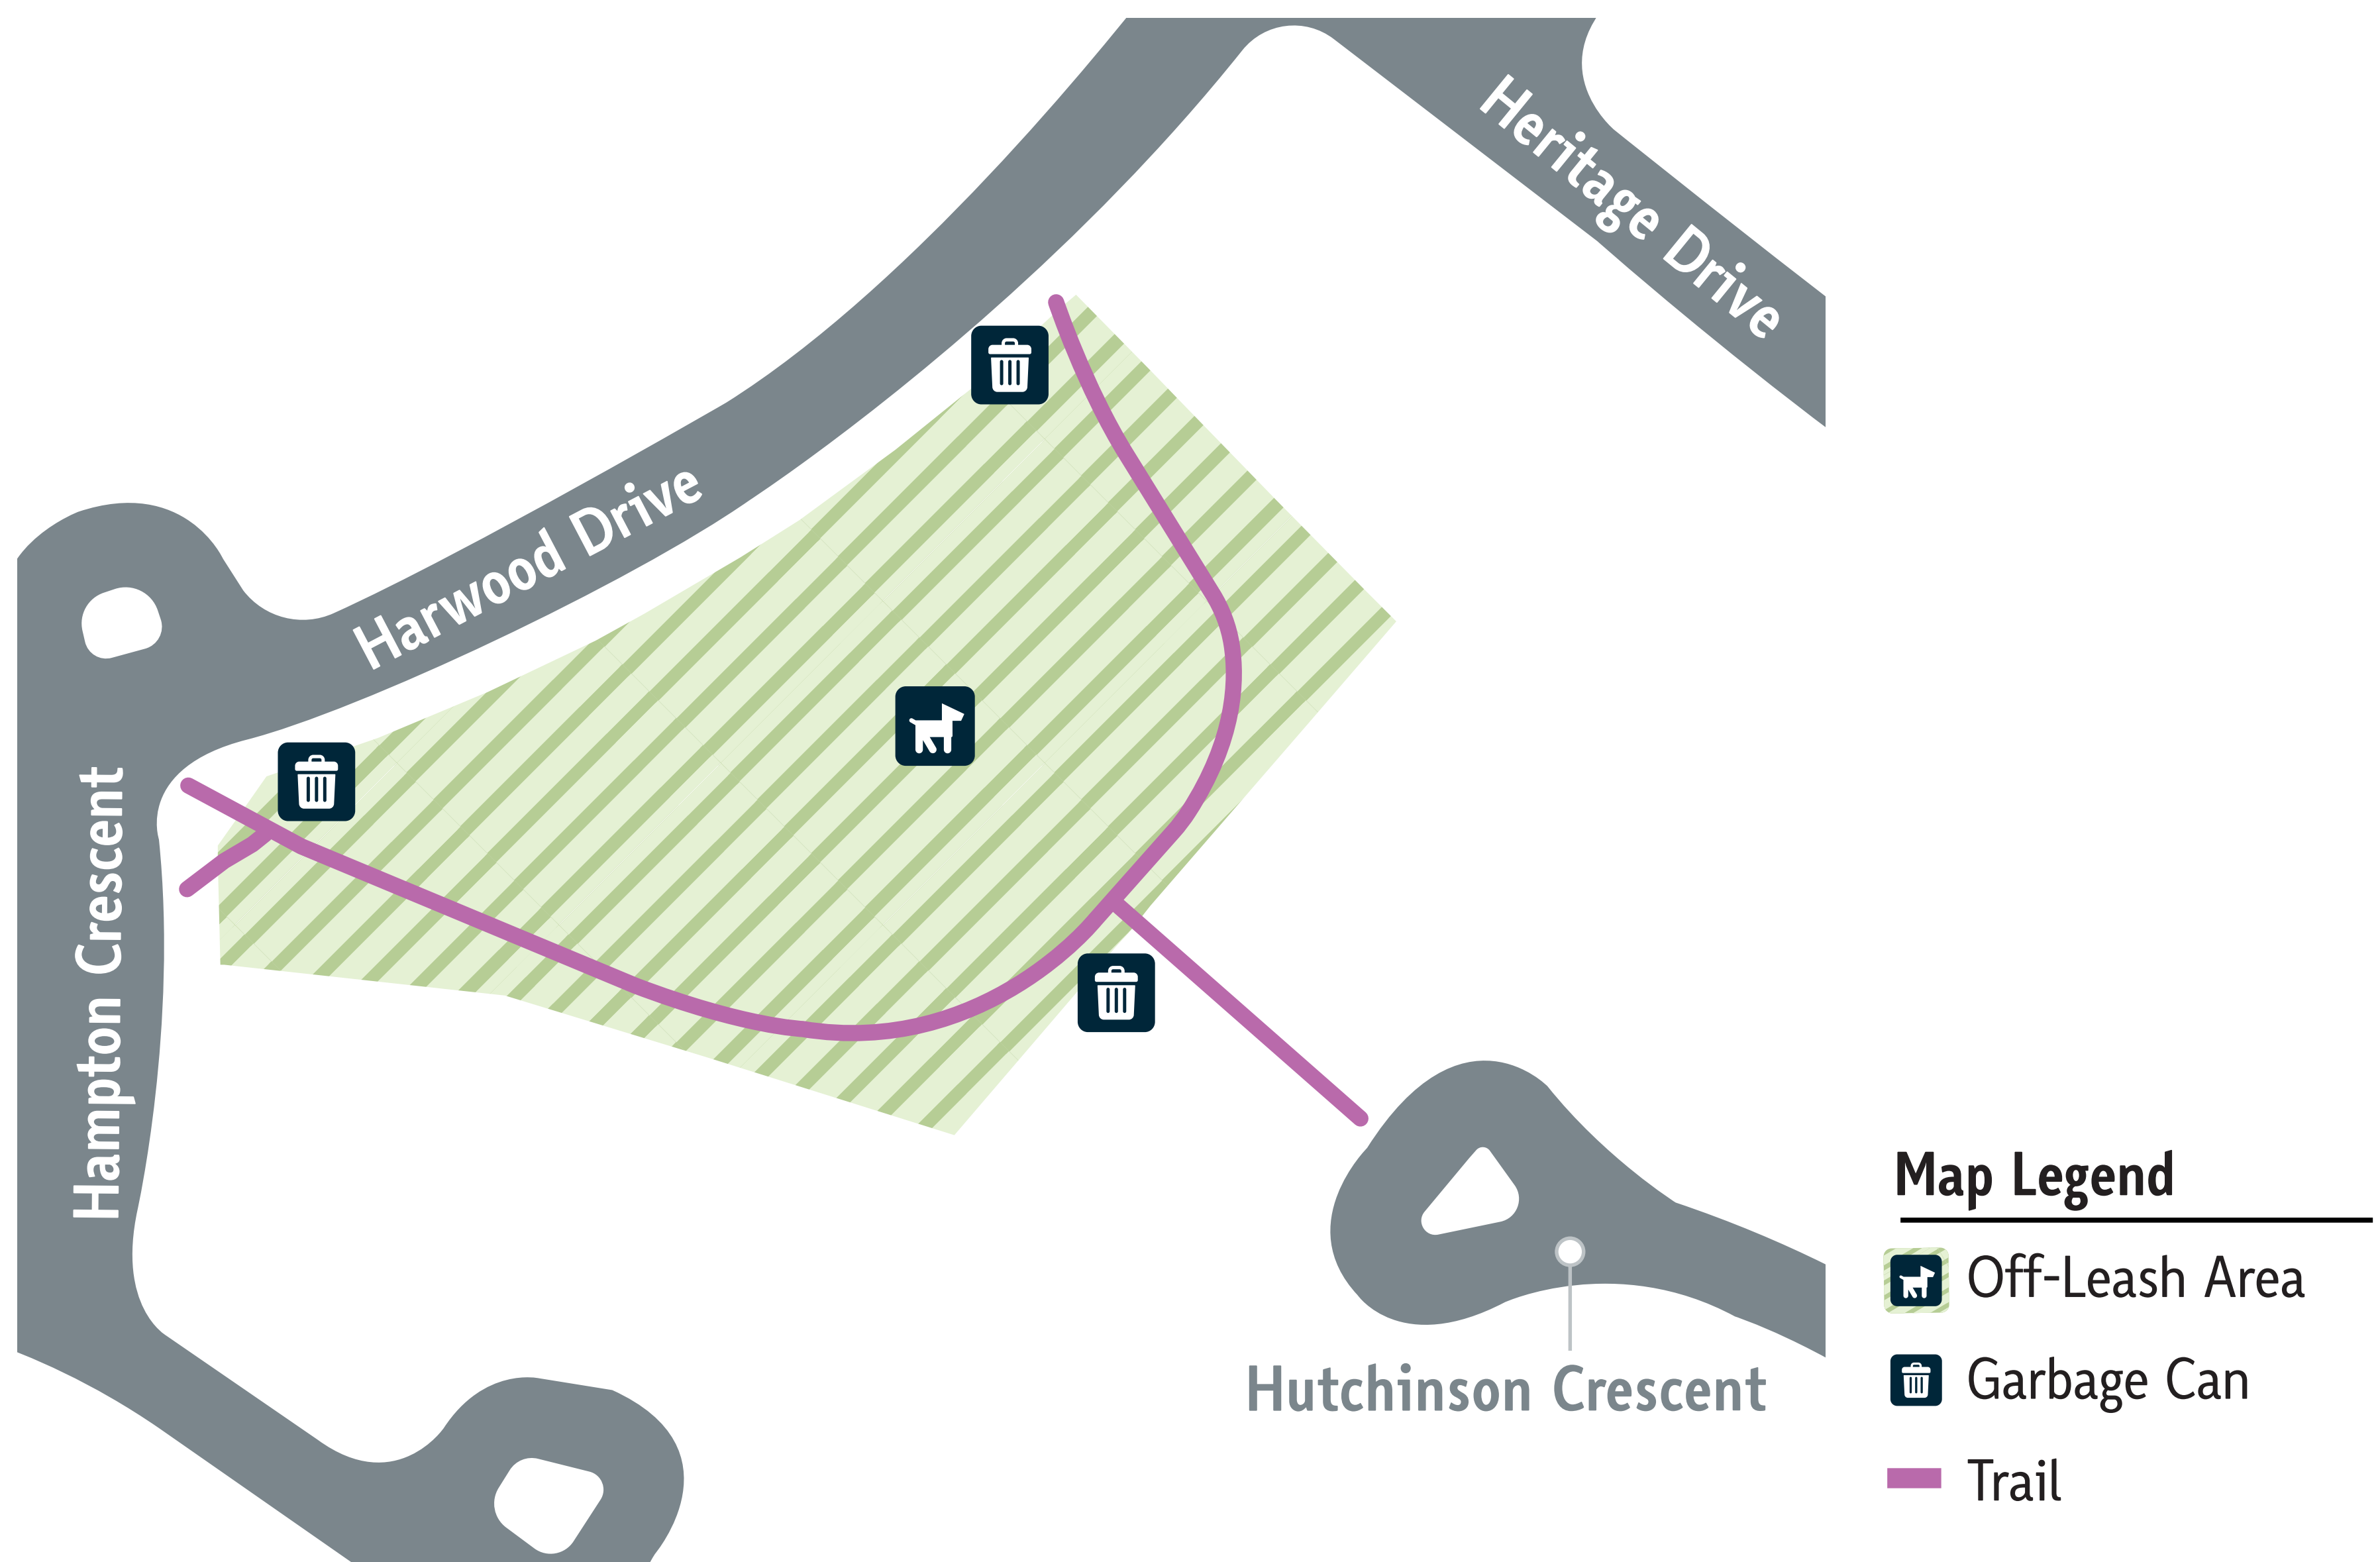 Heritage Drive
Harwood Drive
Hampton Crescent
Hutchinson Crescent
Map Legend
Off-Leash Area
Garbage Can
Trail